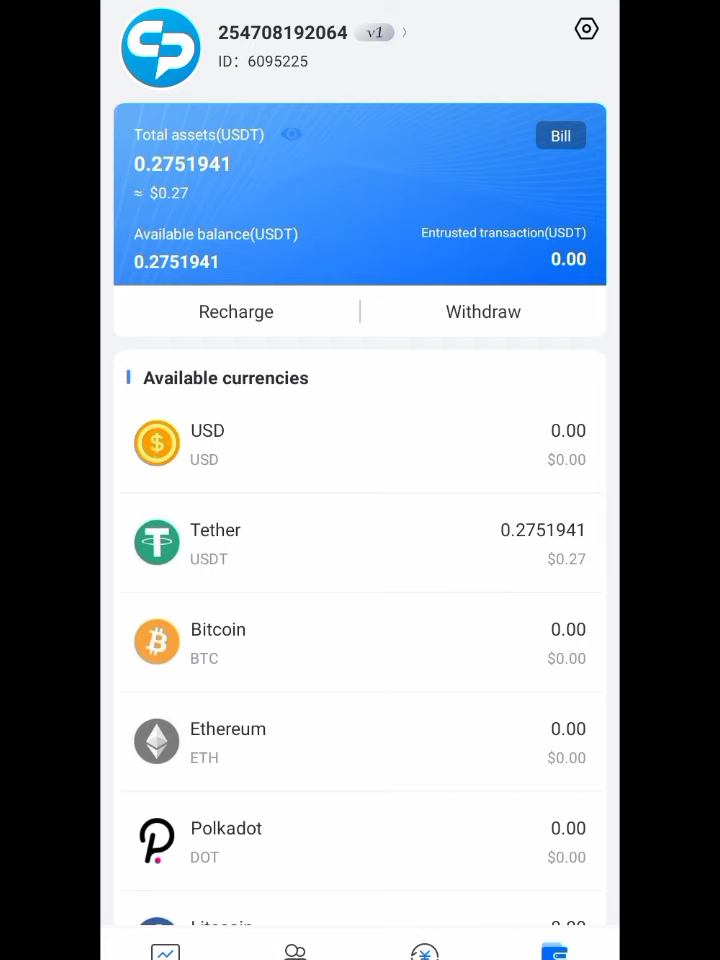 254708192064 v1
ID: 6095225
Total assets(USDT)
Bill
0.2751941
≈ $0.27
Available balance(USDT)
Entrusted transaction(USDT)
0.2751941
0.00
Recharge
Withdraw
Available currencies
USD
0.00
USD
$0.00
Tether
0.2751941
USDT
$0.27
Bitcoin
0.00
BTC
$0.00
Ethereum
0.00
ETH
$0.00
Polkadot
0.00
DOT
$0.00